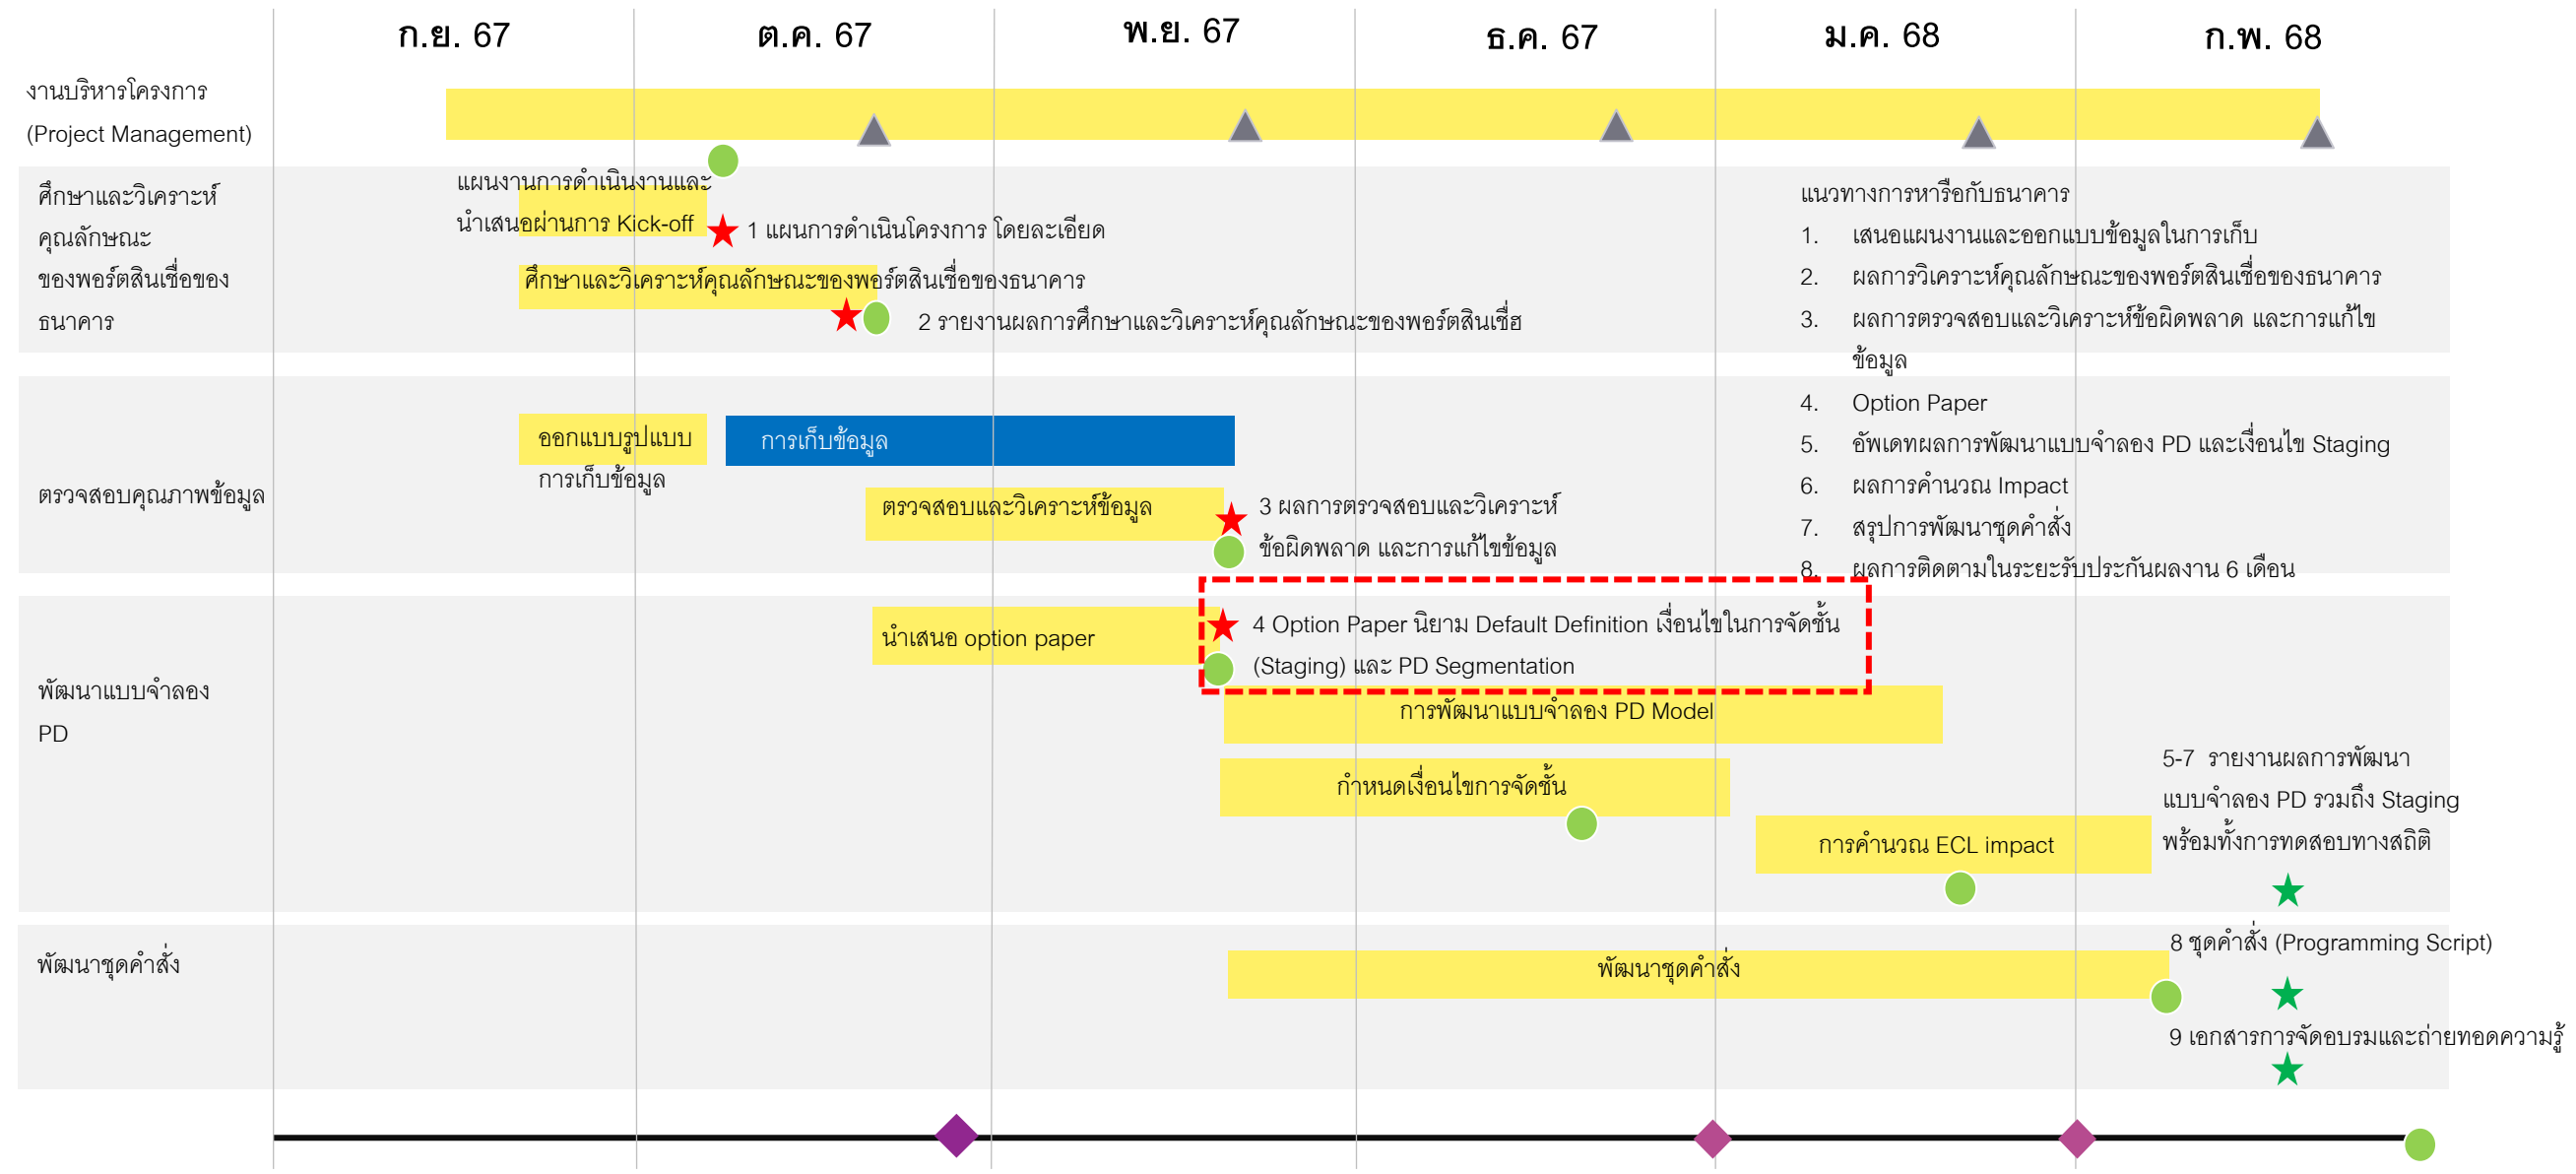 ก.ย. 67
ต.ค. 67
พ.ย. 67
ธ.ค. 67
ม.ค. 68
ก.พ. 68
งานบริหารโครงการ
(Project Management)
ศึกษาและวิเคราะห์
คุณลักษณะ
ของพอร์ตสินเชื่อของ
ธนาคาร
แผนงานการดำเนินงานและ
นำเสนอผ่านการ Kick-off
1 แผนการดำเนินโครงการ โดยละเอียด
ศึกษาและวิเคราะห์คุณลักษณะของพอร์ตสินเชื่อของธนาคาร
2 รายงานผลการศึกษาและวิเคราะห์คุณลักษณะของพอร์ตสินเชื่ฮ
แนวทางการหารือกับธนาคาร
1. เสนอแผนงานและออกแบบข้อมูลในการเก็บ
2. ผลการวิเคราะห์คุณลักษณะของพอร์ตสินเชื่อของธนาคาร
3. ผลการตรวจสอบและวิเคราะห์ข้อผิดพลาด และการแก้ไข
ข้อมูล
4. Option Paper
5. อัพเดทผลการพัฒนาแบบจำลอง PD และเงื่อนไข Staging
6. ผลการคำนวณ Impact
7. สรุปการพัฒนาชุดคำสั่ง
8. ผลการติดตามในระยะรับประกันผลงาน 6 เดือน
ตรวจสอบคุณภาพข้อมูล
ออกแบบรูปแบบ
การเก็บข้อมูล
การเก็บข้อมูล
ตรวจสอบและวิเคราะห์ข้อมูล
3 ผลการตรวจสอบและวิเคราะห์
ข้อผิดพลาด และการแก้ไขข้อมูล
พัฒนาแบบจำลอง
PD
นำเสนอ option paper
4 Option Paper นิยาม Default Definition เงื่อนไขในการจัดชั้น
(Staging) และ PD Segmentation
การพัฒนาแบบจำลอง PD Model
กำหนดเงื่อนไขการจัดชั้น
การคำนวณ ECL impact
5-7 รายงานผลการพัฒนา
แบบจำลอง PD รวมถึง Staging
พร้อมทั้งการทดสอบทางสถิติ
พัฒนาชุดคำสั่ง
พัฒนาชุดคำสั่ง
8 ชุดคำสั่ง (Programming Script)
9 เอกสารการจัดอบรมและถ่ายทอดความรู้